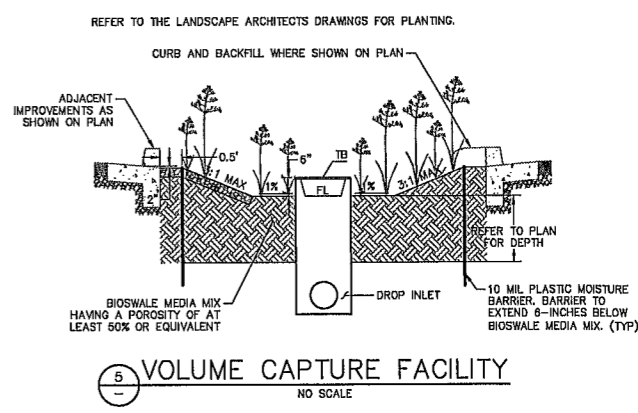 REFER TO THE LANDSCAPE ARCHITECTS DRAWINGS FOR PLANTING.
CURB AND BACKFILL WHERE SHOWN ON PLAN
ADJACENT
IMPROVEMENTS AS
SHOWN ON PLAN
0.5'
6"
TB
:1 MAX
1%
FL
1%
3:1 MAX
2"
REFER TO PLAN
FOR DEPTH
BIOSWALE MEDIA MIX
HAVING A POROSITY OF AT
LEAST 50% OR EQUIVALENT
DROP INLET
10 MIL PLASTIC MOISTURE
BARRIER. BARRIER TO
EXTEND 6-INCHES BELOW
BIOSWALE MEDIA MIX. (TYP)
5
–
VOLUME CAPTURE FACILITY
NO SCALE